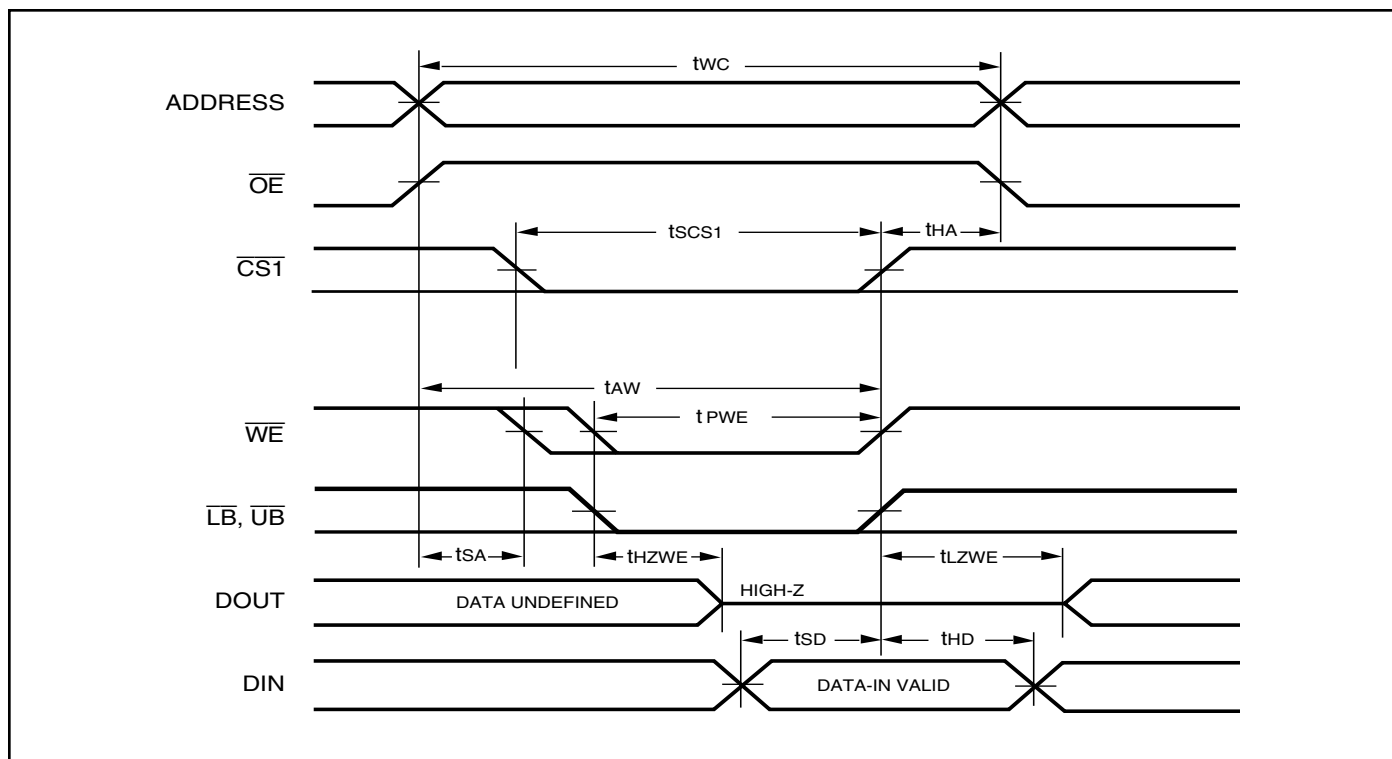 tWC
ADDRESS
OE
tSCS1
tHA
CS1
tAW
tPWE
WE
LB, UB
tSA
tHZWE
tLZWE
DOUT
DATA UNDEFINED
HIGH-Z
tSD
tHD
DIN
DATA-IN VALID